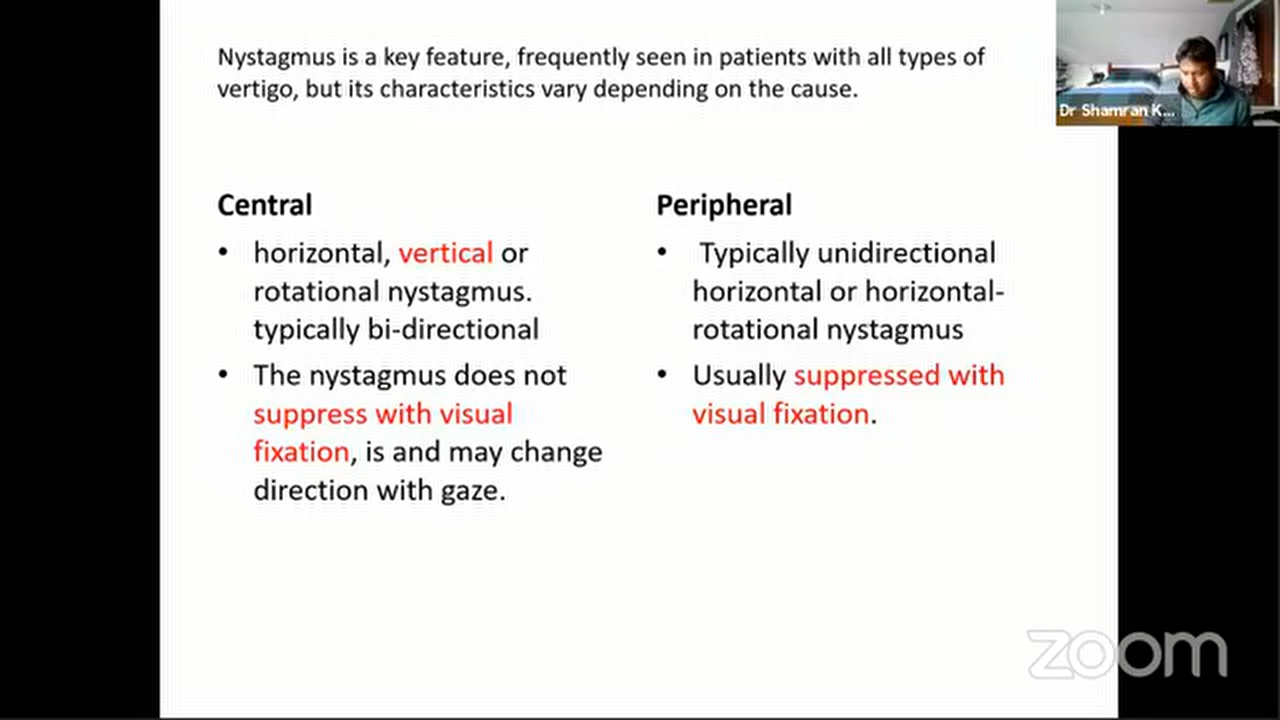 Nystagmus is a key feature, frequently seen in patients with all types of
vertigo, but its characteristics vary depending on the cause.
Dr Shamran K...
Central
• horizontal, vertical or
rotational nystagmus.
typically bi-directional
• The nystagmus does not
suppress with visual
fixation, is and may change
direction with gaze.
Peripheral
• Typically unidirectional
horizontal or horizontal-
rotational nystagmus
• Usually suppressed with
visual fixation.
zoom